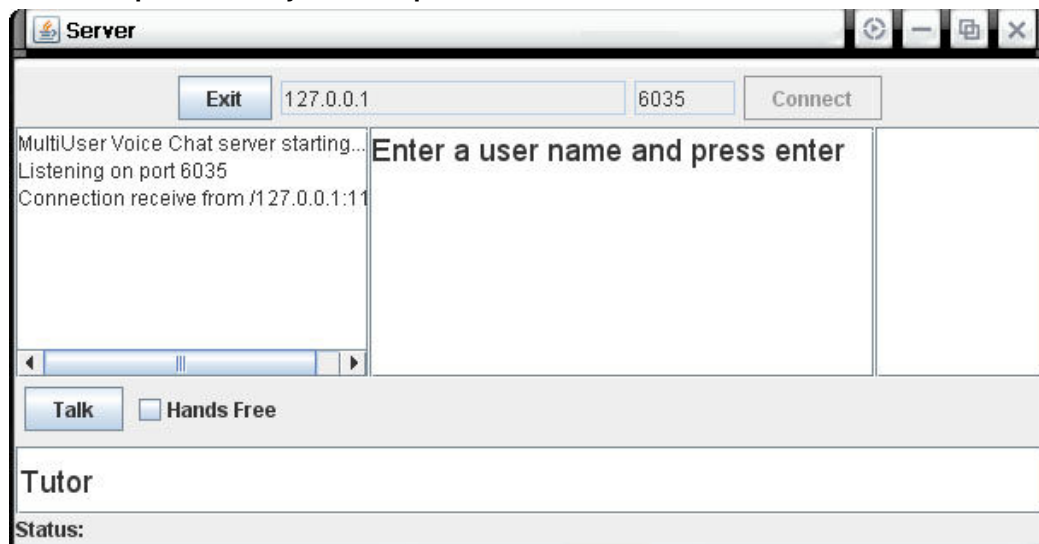 Server
Exit 127.0.0.1 6035 Connect
MultiUser Voice Chat server starting...
Listening on port 6035
Connection receive from /127.0.0.1:11
Enter a user name and press enter
Talk Hands Free
Tutor
Status: